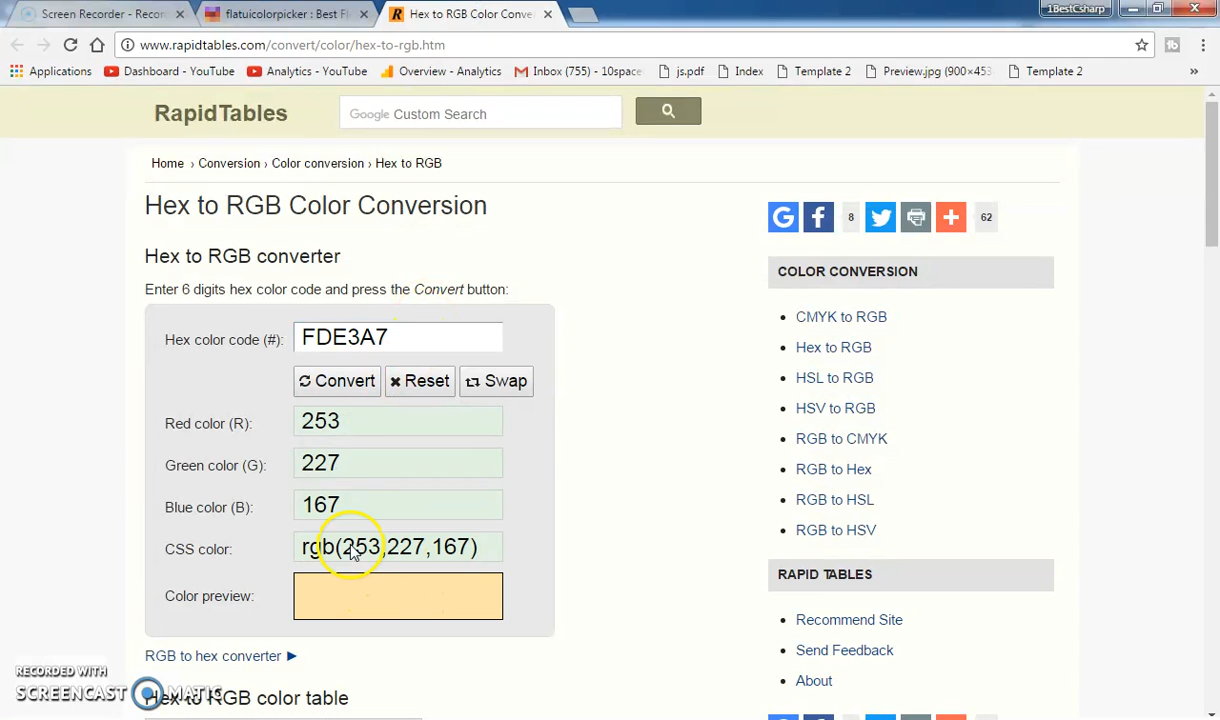 Screen Recorder - Recor
flatuicolorpicker : Best Fl
Hex to RGB Color Conve
1BestCsharp
www.rapidtables.com/convert/color/hex-to-rgb.htm
Applications
Dashboard - YouTube
Analytics - YouTube
Overview - Analytics
Inbox (755) - 10space
js.pdf
Index
Template 2
Preview.jpg (900×453
Template 2
»
RapidTables
Google Custom Search
Home › Conversion › Color conversion › Hex to RGB
Hex to RGB Color Conversion
8
62
Hex to RGB converter
Enter 6 digits hex color code and press the Convert button:
Hex color code (#): FDE3A7
Convert Reset Swap
Red color (R): 253
Green color (G): 227
Blue color (B): 167
CSS color: rgb(253,227,167)
Color preview:
RGB to hex converter ►
Hex to RGB color table
COLOR CONVERSION
CMYK to RGB
Hex to RGB
HSL to RGB
HSV to RGB
RGB to CMYK
RGB to Hex
RGB to HSL
RGB to HSV
RAPID TABLES
Recommend Site
Send Feedback
About
RECORDED WITH
SCREENCAST MATIC